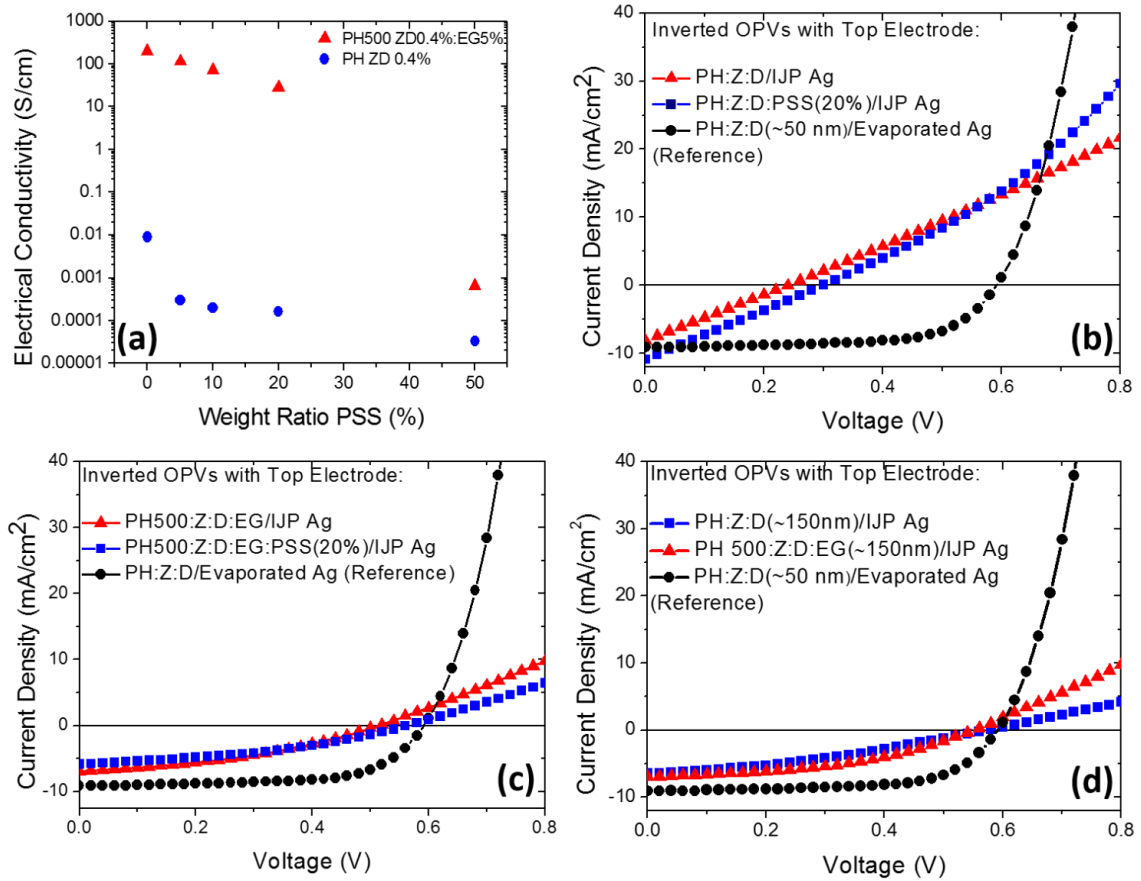 1000
100
10
1
0.1
0.01
0.001
0.0001
0.00001
Electrical Conductivity (S/cm)
PH500 ZD0.4%:EG5%
PH ZD 0.4%
(a)
0 10 20 30 40 50
Weight Ratio PSS (%)
40
30
20
10
0
-10
Current Density (mA/cm²)
Inverted OPVs with Top Electrode:
PH:Z:D/IJP Ag
PH:Z:D:PSS(20%)/IJP Ag
PH:Z:D(~50 nm)/Evaporated Ag
(Reference)
(b)
0.0 0.2 0.4 0.6 0.8
Voltage (V)
40
30
20
10
0
-10
Current Density (mA/cm²)
Inverted OPVs with Top Electrode:
PH500:Z:D:EG/IJP Ag
PH500:Z:D:EG:PSS(20%)/IJP Ag
PH:Z:D/Evaporated Ag (Reference)
(c)
0.0 0.2 0.4 0.6 0.8
Voltage (V)
40
30
20
10
0
-10
Current Density (mA/cm²)
Inverted OPVs with Top Electrode:
PH:Z:D(~150nm)/IJP Ag
PH 500:Z:D:EG(~150nm)/IJP Ag
PH:Z:D(~50 nm)/Evaporated Ag
(Reference)
(d)
0.0 0.2 0.4 0.6 0.8
Voltage (V)